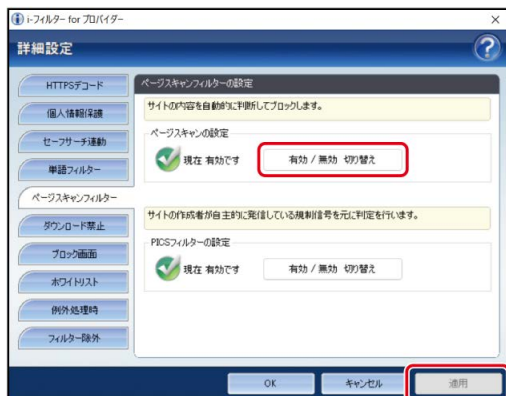 i-フィルター for プロバイダー
詳細設定
HTTPSデコード
個人情報保護
セーフサーチ連動
単語フィルター
ページスキャンフィルター
ダウンロード禁止
ブロック画面
ホワイトリスト
例外処理時
フィルター除外
ページスキャンフィルターの設定
サイトの内容を自動的に判断してブロックします。
ページスキャンの設定
現在 有効です
有効 / 無効 切り替え
サイトの作成者が自主的に発信している規制信号を元に判定を行います。
PICSフィルターの設定
現在 有効です
有効 / 無効 切り替え
OK
キャンセル
適用